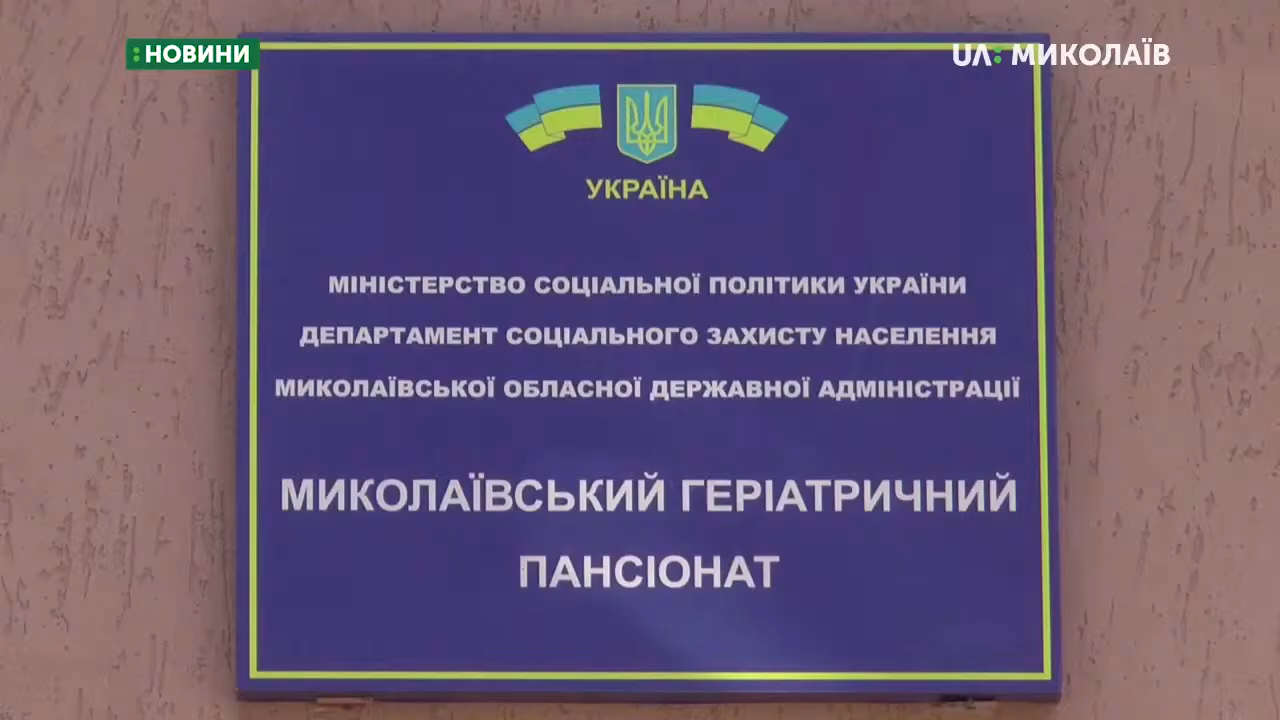 :НОВИНИ
UA: МИКОЛАЇВ
УКРАЇНА
МІНІСТЕРСТВО СОЦІАЛЬНОЇ ПОЛІТИКИ УКРАЇНИ
ДЕПАРТАМЕНТ СОЦІАЛЬНОГО ЗАХИСТУ НАСЕЛЕННЯ
МИКОЛАЇВСЬКОЇ ОБЛАСНОЇ ДЕРЖАВНОЇ АДМІНІСТРАЦІЇ
МИКОЛАЇВСЬКИЙ ГЕРІАТРИЧНИЙ
ПАНСІОНАТ